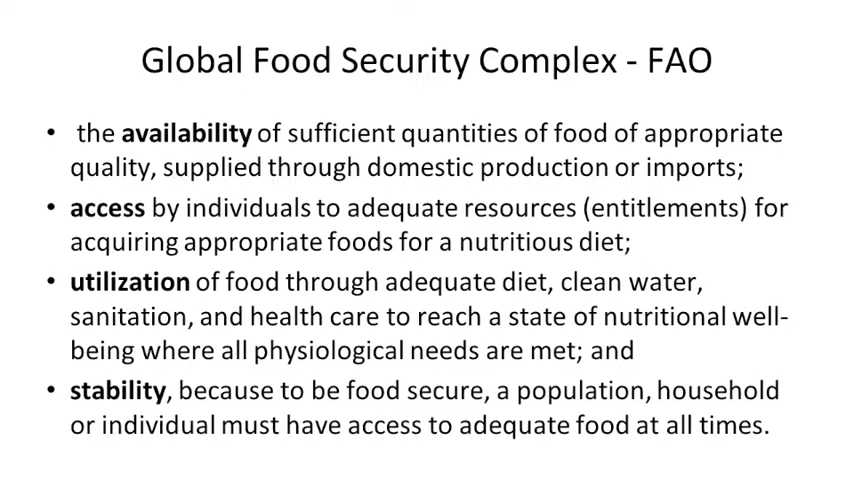 Global Food Security Complex - FAO
• the availability of sufficient quantities of food of appropriate
quality, supplied through domestic production or imports;
• access by individuals to adequate resources (entitlements) for
acquiring appropriate foods for a nutritious diet;
• utilization of food through adequate diet, clean water,
sanitation, and health care to reach a state of nutritional well-
being where all physiological needs are met; and
• stability, because to be food secure, a population, household
or individual must have access to adequate food at all times.